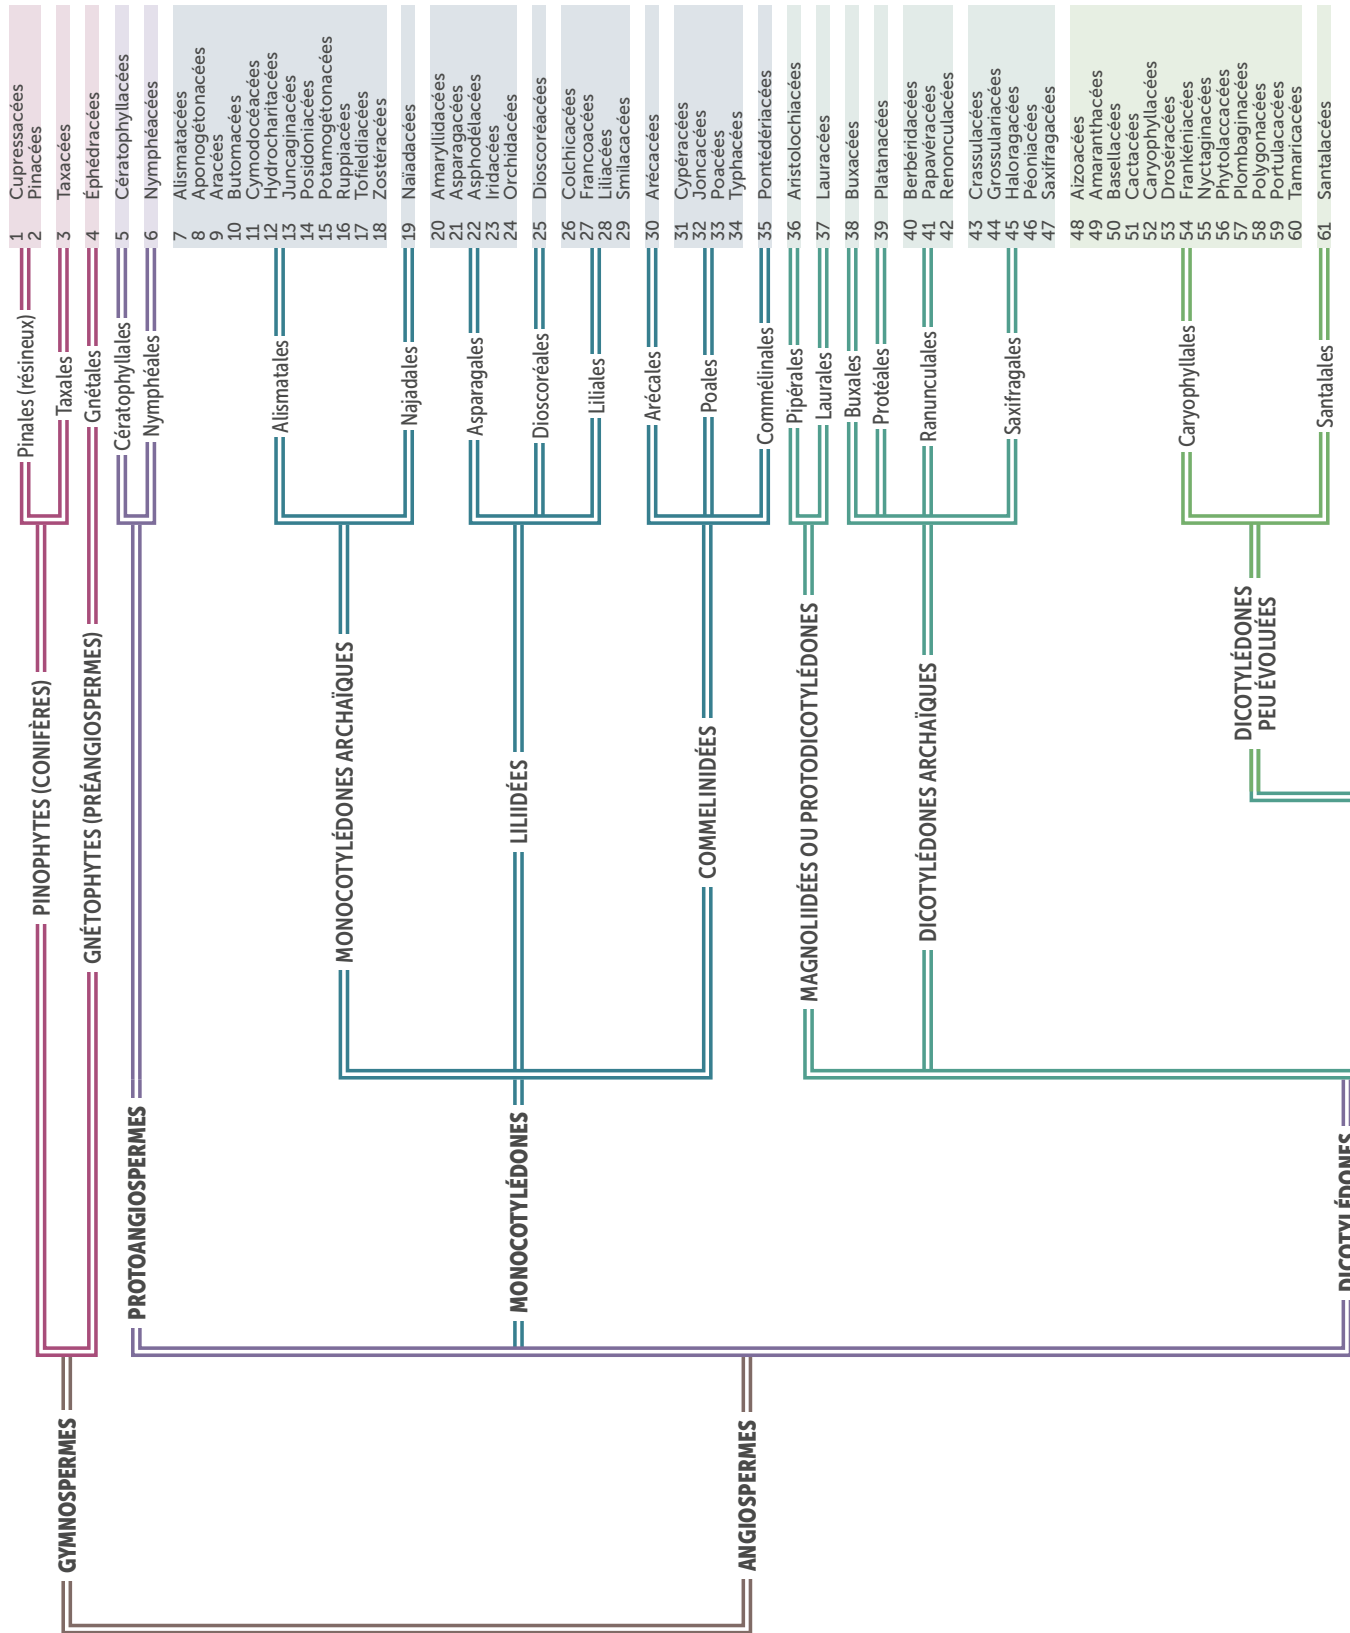 1 Cupressacées
2 Pinacées
3 Taxacées
4 Éphédracées
5 Cératophyllacées
6 Nymphéacées
7 Alismatacées
8 Aponogétonacées
9 Aracées
10 Butomacées
11 Cymodocéacées
12 Hydrocharitacées
13 Juncaginacées
14 Posidoniacées
15 Potamogétonacées
16 Ruppiacées
17 Tofieldiacées
18 Zostéracées
19 Naïadacées
20 Amaryllidacées
21 Asparagacées
22 Asphodélacées
23 Iridacées
24 Orchidacées
25 Dioscoréacées
26 Colchicacées
27 Francoacées
28 Liliacées
29 Smilacacées
30 Arécacées
31 Cypéracées
32 Joncacées
33 Poacées
34 Typhacées
35 Pontédériacées
36 Aristolochiacées
37 Lauracées
38 Buxacées
39 Platanacées
40 Berbéridacées
41 Papavéracées
42 Renonculacées
43 Crassulacées
44 Grossulariacées
45 Haloragacées
46 Péoniacées
47 Saxifragacées
48 Aizoacées
49 Amaranthacées
50 Basellacées
51 Cactacées
52 Caryophyllacées
53 Droséracées
54 Frankéniacées
55 Nyctaginacées
56 Phytolaccacées
57 Plombaginacées
58 Polygonacées
59 Portulacacées
60 Tamaricacées
61 Santalacées
Pinales (résineux)
Taxales
Gnétales
Cératophyllales
Nymphéales
Alismatales
Najadales
Asparagales
Dioscoréales
Liliales
Arécales
Poales
Commélinales
Pipérales
Laurales
Buxales
Protéales
Ranunculales
Saxifragales
Caryophyllales
Santalales
PINOPHYTES (CONIFÈRES)
GNÉTOPHYTES (PRÉANGIOSPERMES)
MONOCOTYLÉDONES ARCHAÏQUES
LILIIDÉES
COMMELINIDÉES
MAGNOLIIDÉES OU PROTODICOTYLÉDONES
DICOTYLÉDONES ARCHAÏQUES
DICOTYLÉDONES
PEU ÉVOLUÉES
PROTOANGIOSPERMES
MONOCOTYLÉDONES
DICOTYLÉDONES
GYMNOSPERMES
ANGIOSPERMES